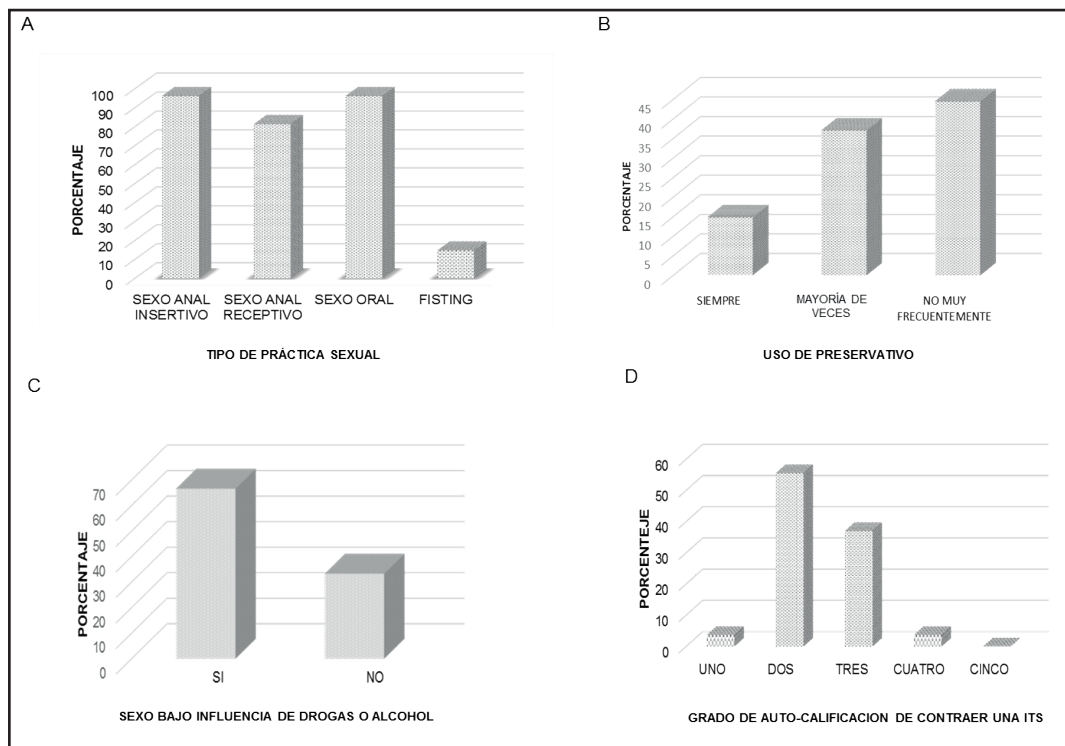 A
PORCENTAJE
100
90
80
70
60
50
40
30
20
10
0
SEXO ANAL
INSERTIVO
SEXO ANAL
RECEPTIVO
SEXO ORAL
FISTING
TIPO DE PRÁCTICA SEXUAL
B
PORCENTAJE
45
40
35
30
25
20
15
10
5
0
SIEMPRE
MAYORÌA DE
VECES
NO MUY
FRECUENTEMENTE
USO DE PRESERVATIVO
C
PORCENTAJE
70
60
50
40
30
20
10
0
SI
NO
SEXO BAJO INFLUENCIA DE DROGAS O ALCOHOL
D
PORCENTEJE
60
50
40
30
20
10
0
UNO
DOS
TRES
CUATRO
CINCO
GRADO DE AUTO-CALIFICACION DE CONTRAER UNA ITS